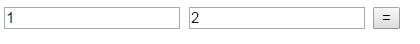 1 2 =